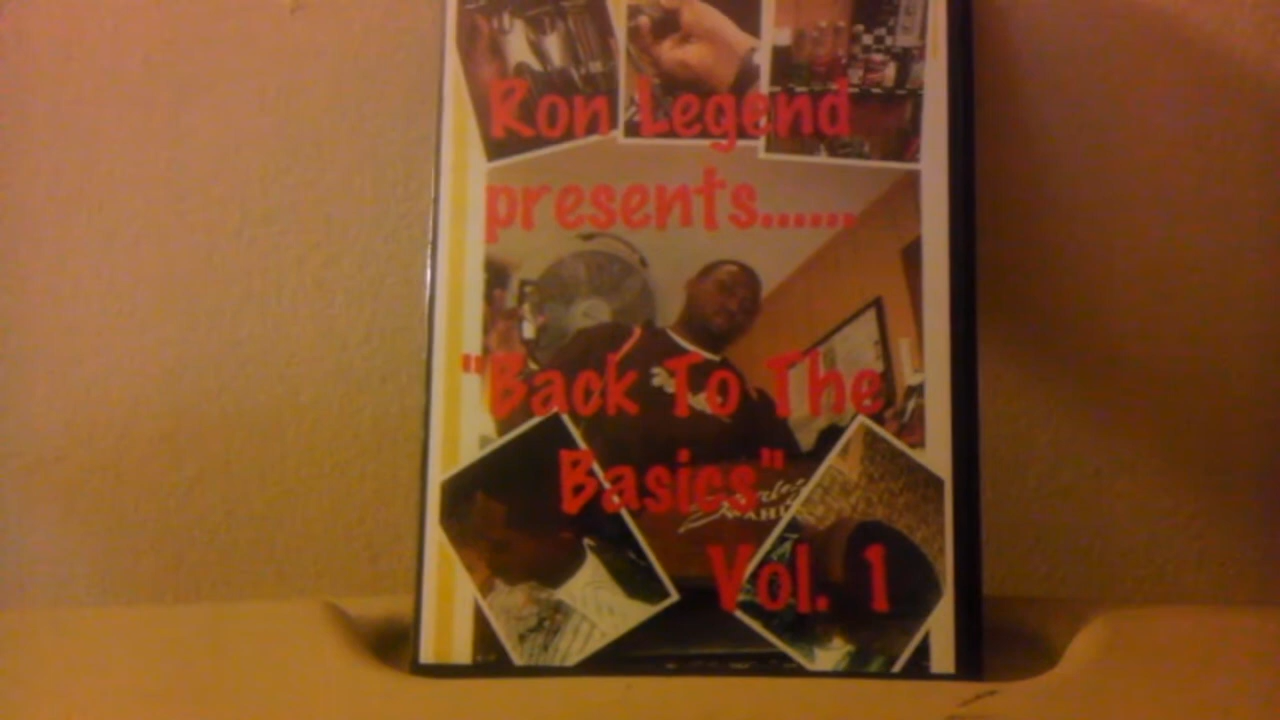 Ron Legend
presents......
"Back To The
Basics"
Vol. 1